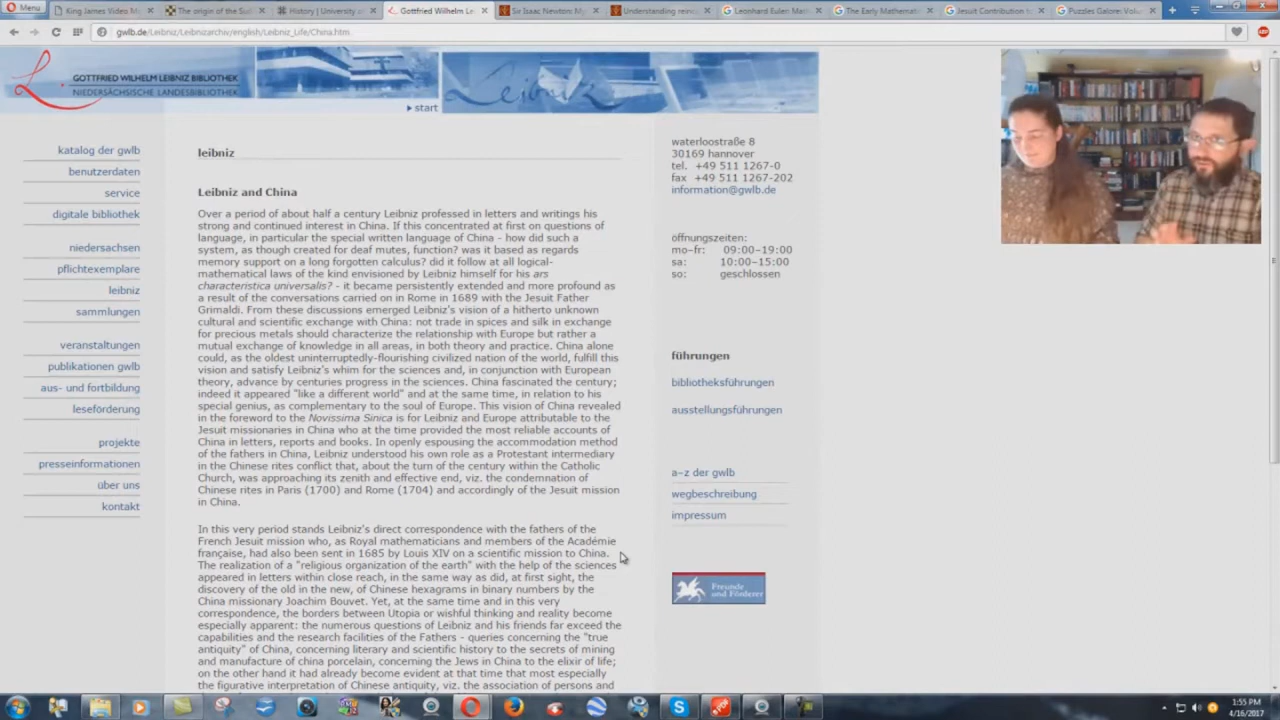 Menu
King James Video M
The origin of the Su
History | University a
Gottfried Wilhelm Le
Sir Isaac Newton: My
Understanding rein
Leonhard Euler Mat
The Early Mathemat
Jesuit Contribution t
Puzzles Galore: Volu
gwlb.de/Leibniz/Leibnizarchiv/english/Leibniz_Life/China.htm
GOTTFRIED WILHELM LEIBNIZ BIBLIOTHEK
NIEDERSÄCHSISCHE LANDESBIBLIOTHEK
Leibniz
start
katalog der gwlb
benutzerdaten
service
digitale bibliothek
niedersachsen
pflichtexemplare
leibniz
sammlungen
veranstaltungen
publikationen gwlb
aus- und fortbildung
leseförderung
projekte
presseinformationen
über uns
kontakt
leibniz
Leibniz and China
Over a period of about half a century Leibniz professed in letters and writings his
strong and continued interest in China. If this concentrated at first on questions of
language, in particular the special written language of China - how did such a
system, as though created for deaf mutes, function? was it based as regards
memory support on a long forgotten calculus? did it follow at all logical-
mathematical laws of the kind envisioned by Leibniz himself for his ars
characteristica universalis? - it became persistently extended and more profound as
a result of the conversations carried on in Rome in 1689 with the Jesuit Father
Grimaldi. From these discussions emerged Leibniz's vision of a hitherto unknown
cultural and scientific exchange with China: not trade in spices and silk in exchange
for precious metals should characterize the relationship with Europe but rather a
mutual exchange of knowledge in all areas, in both theory and practice. China alone
could, as the oldest uninterruptedly-flourishing civilized nation of the world, fulfill this
vision and satisfy Leibniz's whim for the sciences and, in conjunction with European
theory, advance by centuries progress in the sciences. China fascinated the century;
indeed it appeared "like a different world" and at the same time, in relation to his
special genius, as complementary to the soul of Europe. This vision of China revealed
in the foreword to the Novissima Sinica is for Leibniz and Europe attributable to the
Jesuit missionaries in China who at the time provided the most reliable accounts of
China in letters, reports and books. In openly espousing the accommodation method
of the fathers in China, Leibniz understood his own role as a Protestant intermediary
in the Chinese rites conflict that, about the turn of the century within the Catholic
Church, was approaching its zenith and effective end, viz. the condemnation of
Chinese rites in Paris (1700) and Rome (1704) and accordingly of the Jesuit mission
in China.
In this very period stands Leibniz's direct correspondence with the fathers of the
French Jesuit mission who, as Royal mathematicians and members of the Académie
française, had also been sent in 1685 by Louis XIV on a scientific mission to China.
The realization of a "religious organization of the earth" with the help of the sciences
appeared in letters within close reach, in the same way as did, at first sight, the
discovery of the old in the new, of Chinese hexagrams in binary numbers by the
China missionary Joachim Bouvet. Yet, at the same time and in this very
correspondence, the borders between Utopia or wishful thinking and reality become
especially apparent: the numerous questions of Leibniz and his friends far exceed the
capabilities and the research facilities of the Fathers - queries concerning the "true
antiquity" of China, concerning literary and scientific history to the secrets of mining
and manufacture of china porcelain, concerning the Jews in China to the elixir of life;
on the other hand it had already become evident at that time that most especially
the figurative interpretation of Chinese antiquity, viz. the association of persons and
waterloostraße 8
30169 hannover
tel. +49 511 1267-0
fax +49 511 1267-202
information@gwlb.de
öffnungszeiten:
mo-fr: 09:00-19:00
sa: 10:00-15:00
so: geschlossen
führungen
bibliotheksführungen
ausstellungsführungen
a-z der gwlb
wegbeschreibung
impressum
Freunde
und Förderer
1:55 PM
4/16/2017